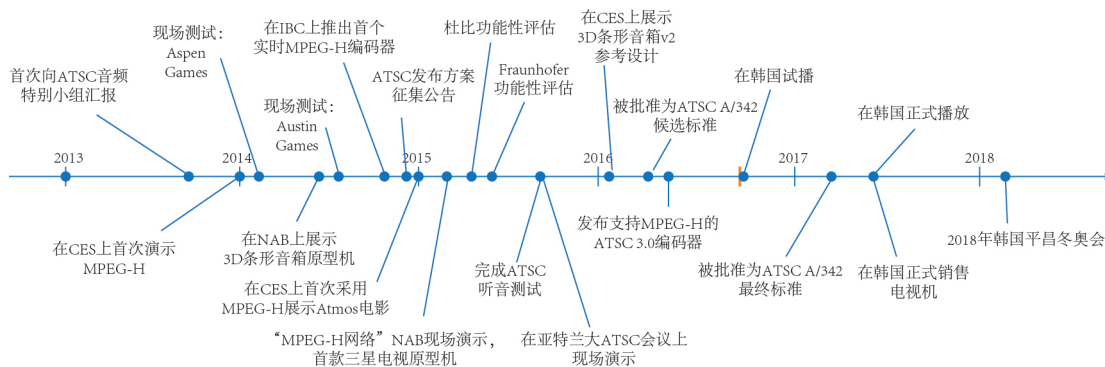 首次向ATSC音频
特别小组汇报
现场测试：
Aspen
Games
在IBC上推出首个
实时MPEG-H编码器
现场测试：
Austin
Games
ATSC发布方案
征集公告
杜比功能性评估
Fraunhofer
功能性评估
在CES上展示
3D条形音箱v2
参考设计
被批准为ATSC A/342
候选标准
在韩国试播
在韩国正式播放
2013
2014
2015
2016
2017
2018
在CES上首次演示
MPEG-H
在NAB上展示
3D条形音箱原型机
在CES上首次采用
MPEG-H展示Atmos电影
“MPEG-H网络”NAB现场演示，
首款三星电视原型机
完成ATSC
听音测试
在亚特兰大ATSC会议上
现场演示
发布支持MPEG-H的
ATSC 3.0编码器
被批准为ATSC A/342
最终标准
在韩国正式销售
电视机
2018年韩国平昌冬奥会